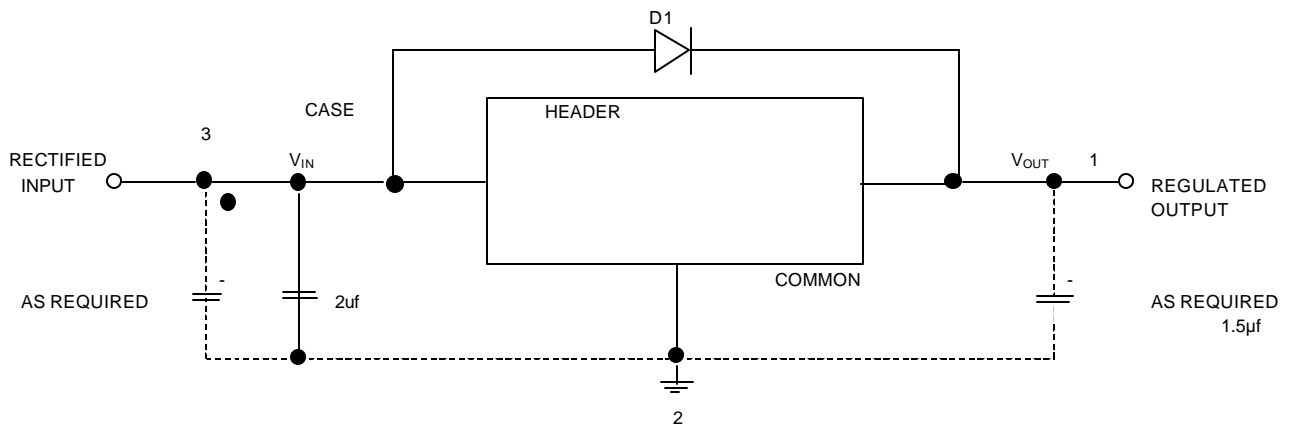 D1
CASE
HEADER
3
RECTIFIED
INPUT
VIN
VOUT
1
REGULATED
OUTPUT
COMMON
-
-
AS REQUIRED
2uf
AS REQUIRED
1.5µf
2